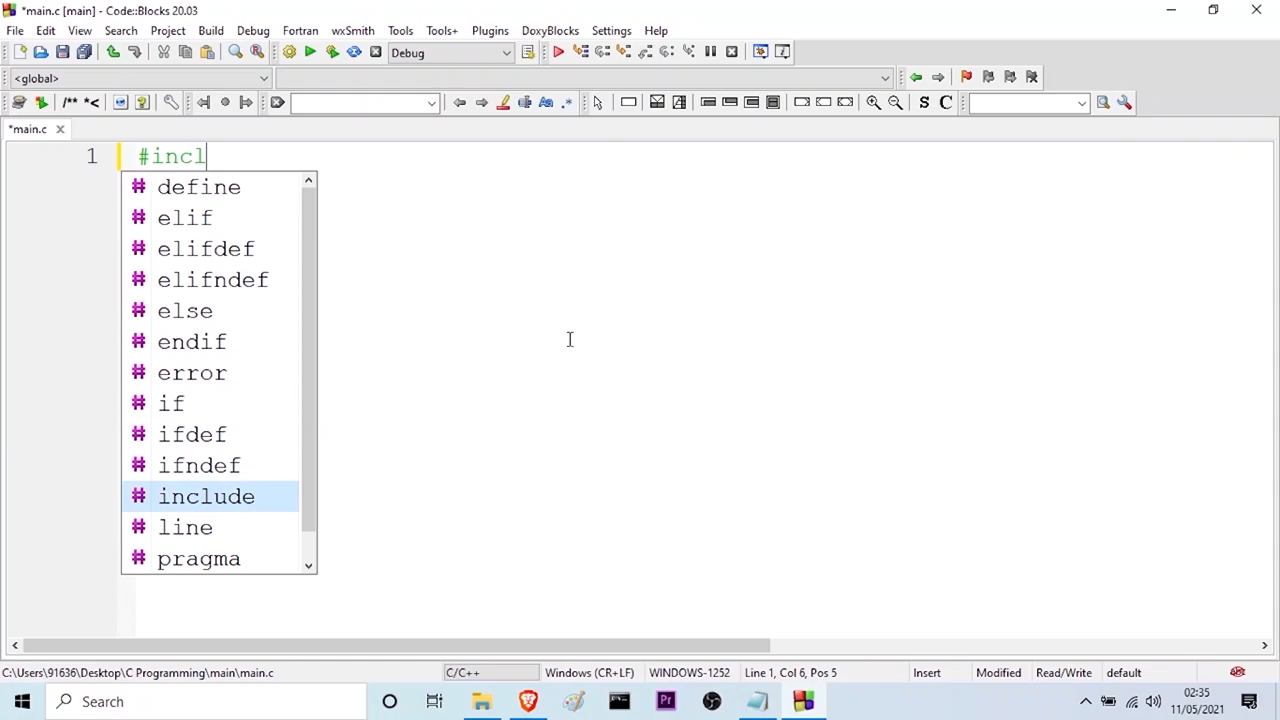 *main.c [main] - Code::Blocks 20.03
File Edit View Search Project Build Debug Fortran wxSmith Tools Tools+ Plugins DoxyBlocks Settings Help
Debug
<global>
/** *<
S C
*main.c
1 #incl
# define
# elif
# elifdef
# elifndef
# else
# endif
# error
# if
# ifdef
# ifndef
# include
# line
# pragma
C:\Users\91636\Desktop\C Programming\main\main.c C/C++ Windows (CR+LF) WINDOWS-1252 Line 1, Col 6, Pos 5 Insert Modified Read/Write default
Search
Pr
02:35
11/05/2021